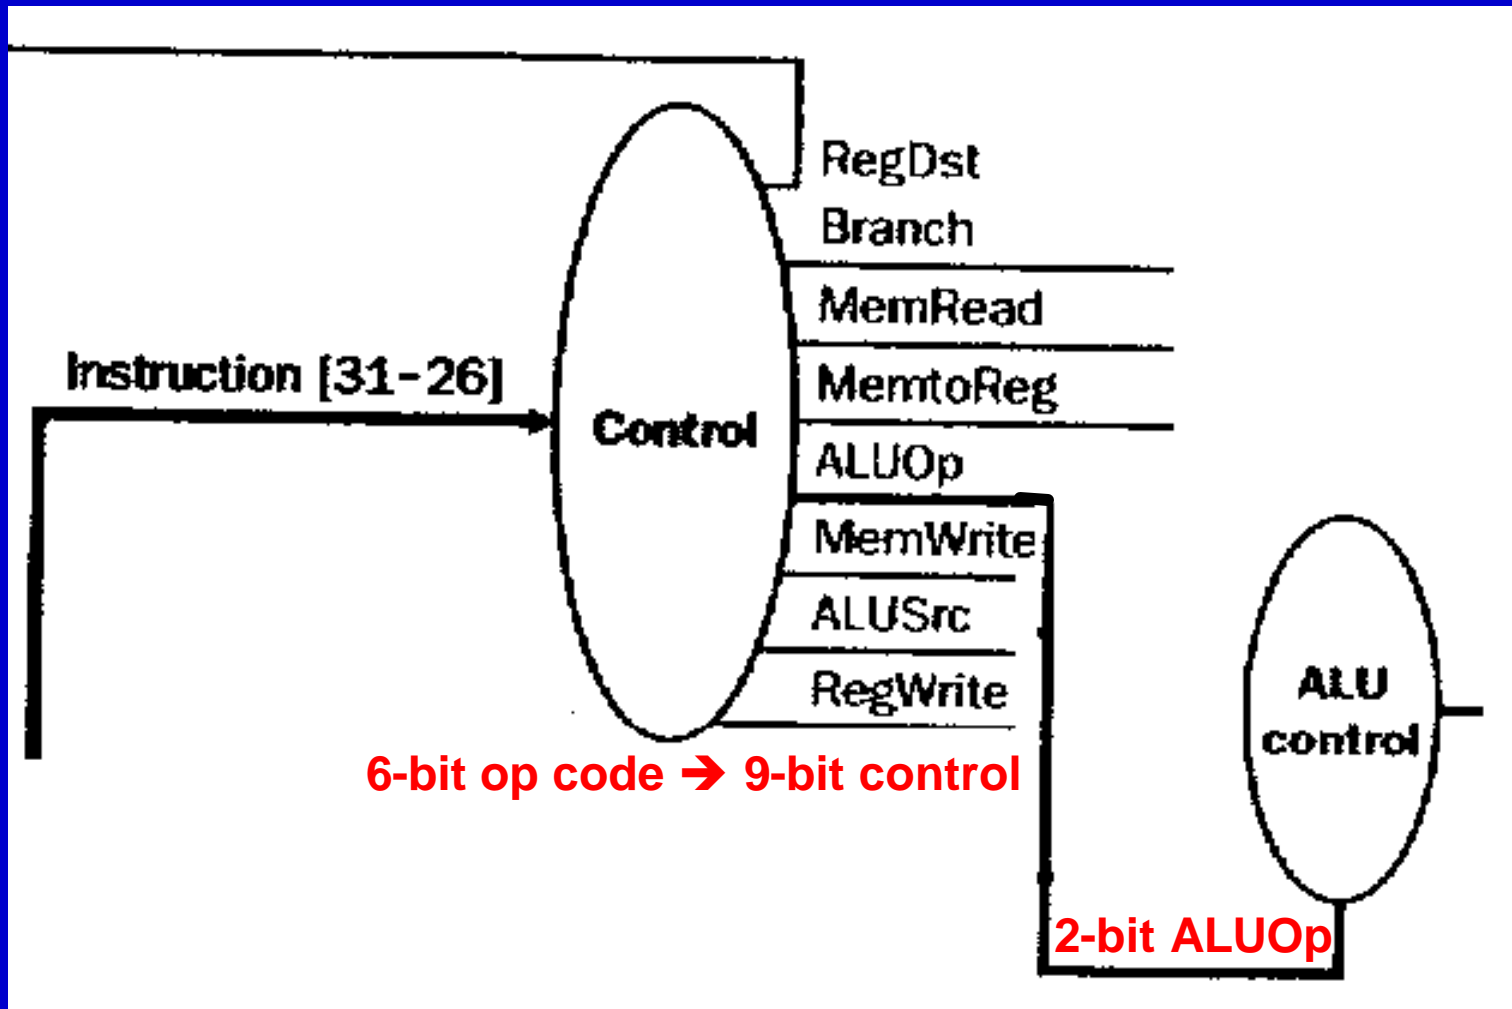 RegDst
Branch
MemRead
Instruction [31-26]
MemtoReg
Control
ALUOp
MemWrite
ALUSrc
RegWrite
ALU
control
6-bit op code ➔ 9-bit control
2-bit ALUOp